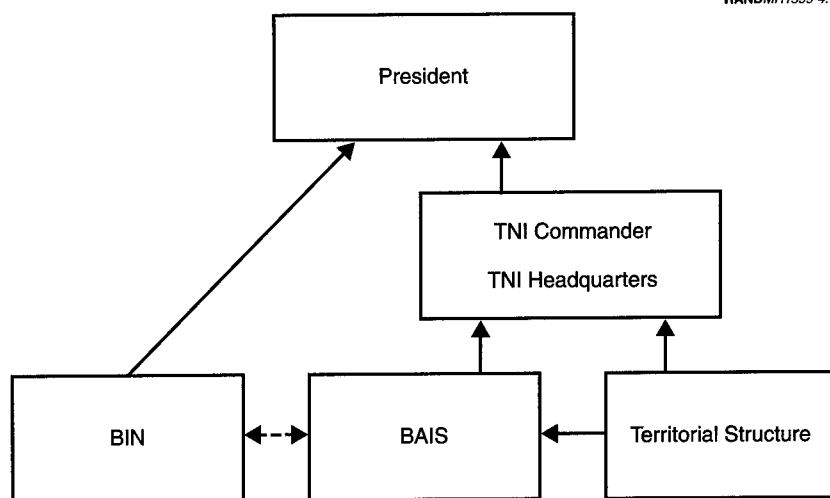 President
TNI Commander
TNI Headquarters
BIN
BAIS
Territorial Structure